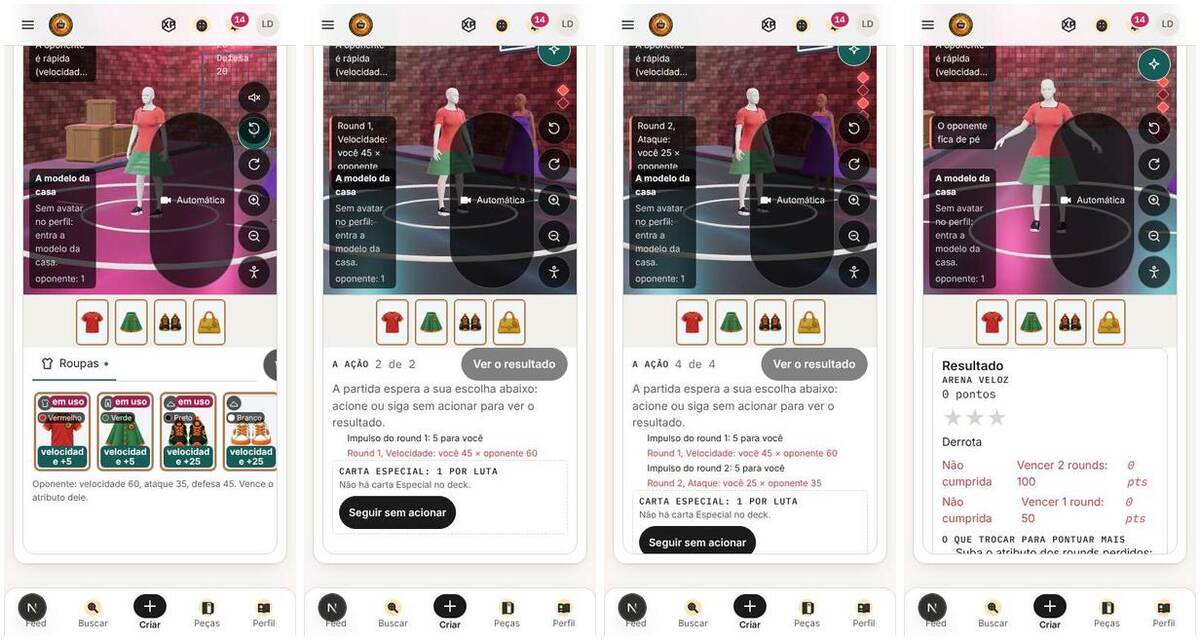 XP
14
LD
A oponente
é rápida
(velocidad...
Defesa
20
A modelo da
casa
Sem avatar
no perfil:
entra a
modelo da
casa.
oponente: 1
Automática
Roupas
em uso
Vermelho
velocidad
e +5
em uso
Verde
velocidad
e +5
em uso
Preto
velocidad
e +25
Branco
velocidad
e +25
Oponente: velocidade 60, ataque 35, defesa 45. Vence o
atributo dele.
N
Feed
Buscar
Criar
Peças
Perfil
XP
14
LD
A oponente
é rápida
(velocidad...
Round 1,
Velocidade:
você 45 ×
oponente
A modelo da
casa
Sem avatar
no perfil:
entra a
modelo da
casa.
oponente: 1
Automática
A AÇÃO 2 de 2
Ver o resultado
A partida espera a sua escolha abaixo:
acione ou siga sem acionar para ver o
resultado.
Impulso do round 1: 5 para você
Round 1, Velocidade: você 45 × oponente 60
CARTA ESPECIAL: 1 POR LUTA
Não há carta Especial no deck.
Seguir sem acionar
N
Feed
Buscar
Criar
Peças
Perfil
XP
14
LD
A oponente
é rápida
(velocidad...
Round 2,
Ataque:
você 25 ×
oponente
A modelo da
casa
Sem avatar
no perfil:
entra a
modelo da
casa.
oponente: 1
Automática
A AÇÃO 4 de 4
Ver o resultado
A partida espera a sua escolha abaixo:
acione ou siga sem acionar para ver o
resultado.
Impulso do round 1: 5 para você
Round 1, Velocidade: você 45 × oponente 60
Impulso do round 2: 5 para você
Round 2, Ataque: você 25 × oponente 35
CARTA ESPECIAL: 1 POR LUTA
Não há carta Especial no deck.
Seguir sem acionar
N
Feed
Buscar
Criar
Peças
Perfil
XP
14
LD
A oponente
é rápida
(velocidad...
O oponente
fica de pé
A modelo da
casa
Sem avatar
no perfil:
entra a
modelo da
casa.
oponente: 1
Automática
Resultado
ARENA VELOZ
0 pontos
Derrota
Não cumprida Vencer 2 rounds: 100 0 pts
Não cumprida Vencer 1 round: 50 0 pts
O QUE TROCAR PARA PONTUAR MAIS
Suba o atributo dos rounds perdidos:
N
Feed
Buscar
Criar
Peças
Perfil